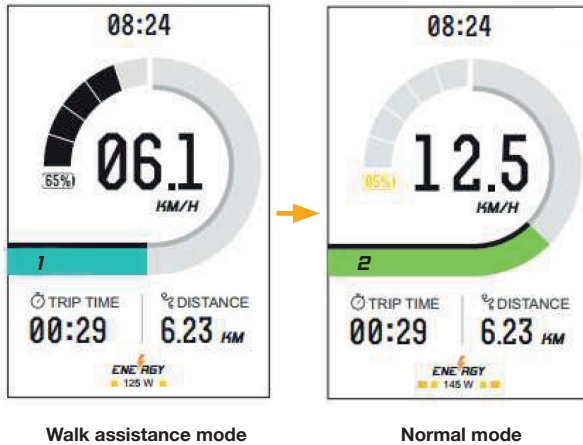 08:24
65%
06.1
KM/H
1
TRIP TIME
00:29
DISTANCE
6.23 KM
ENERGY
125 W
Walk assistance mode
08:24
05%
12.5
KM/H
2
TRIP TIME
00:29
DISTANCE
6.23 KM
ENERGY
145 W
Normal mode